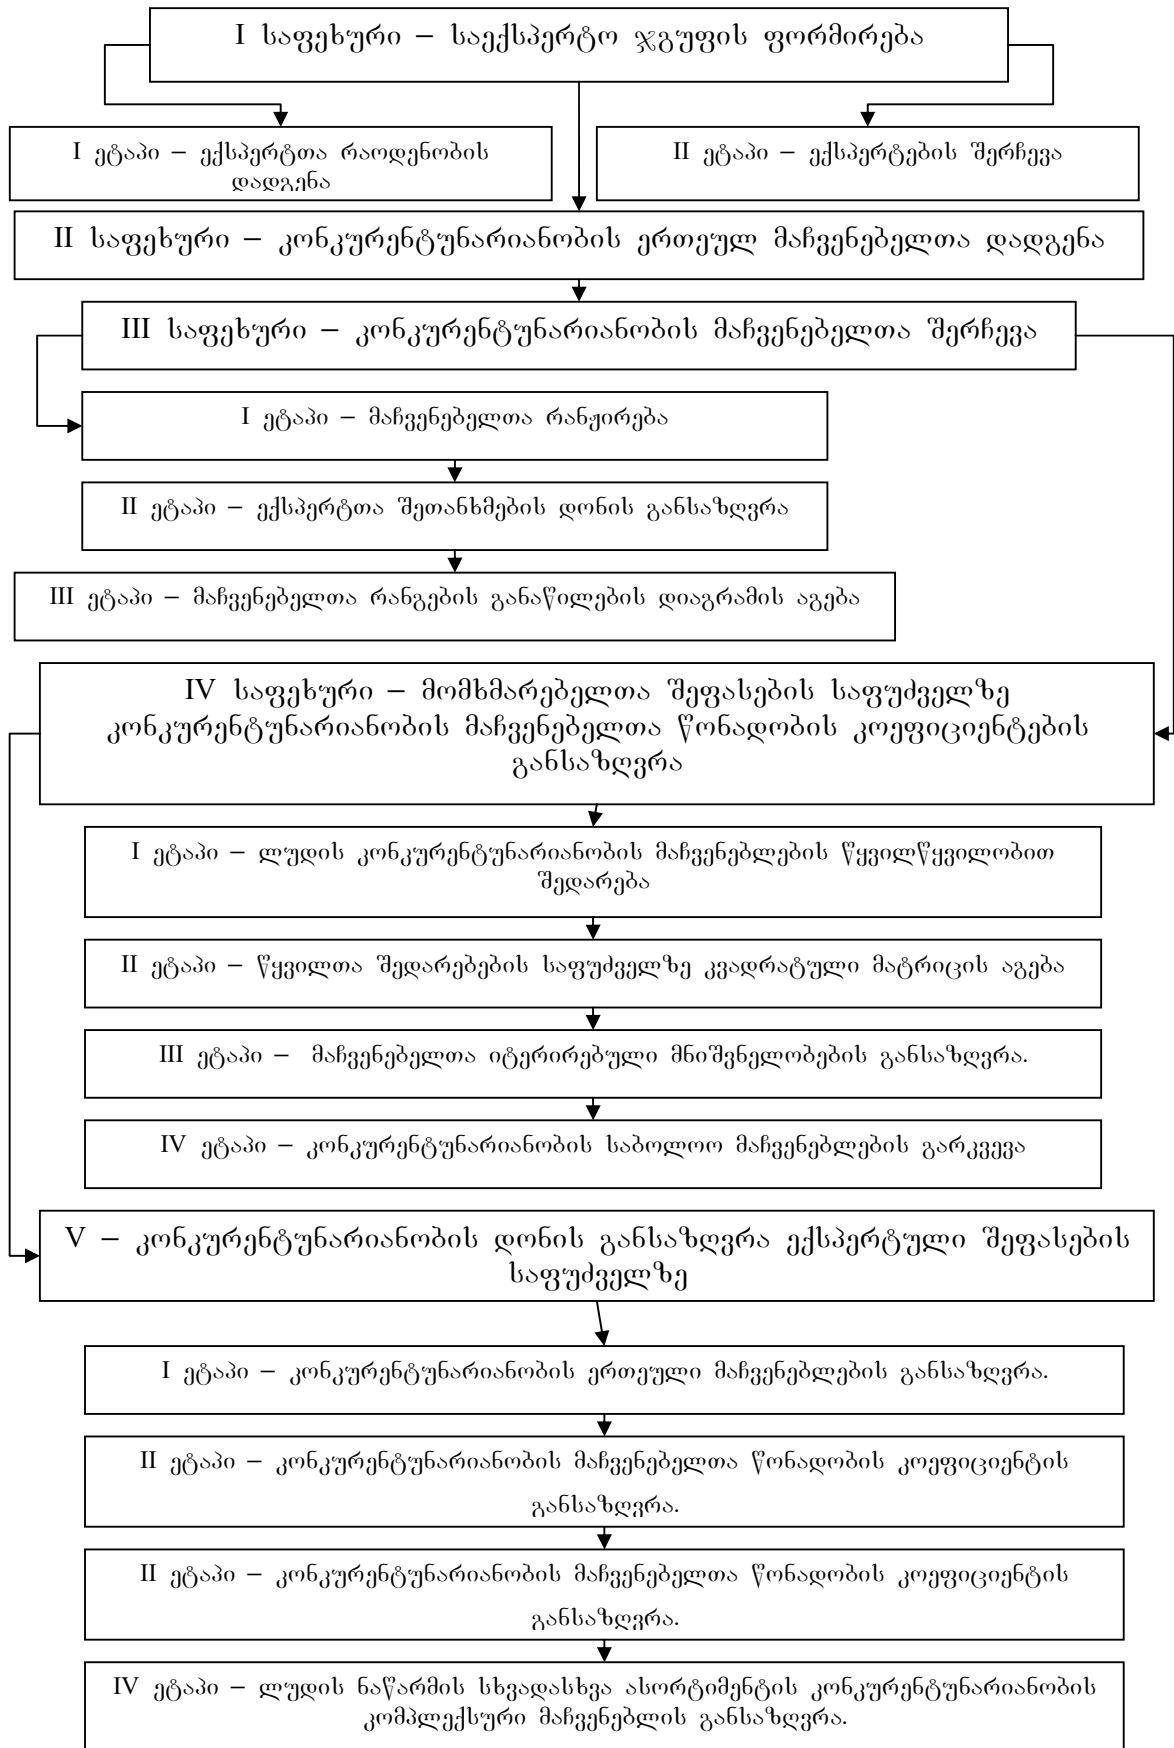 I საფეხური – საექსპერტო ჯგუფის ფორმირება
I ეტაპი – ექსპერტთა რაოდენობის
დადგენა
II ეტაპი – ექსპერტების შერჩევა
II საფეხური – კონკურენტუნარიანობის ერთეულ მაჩვენებელთა დადგენა
III საფეხური – კონკურენტუნარიანობის მაჩვენებელთა შერჩევა
I ეტაპი – მაჩვენებელთა რანჟირება
II ეტაპი – ექსპერტთა შეთანხმების დონის განსაზღვრა
III ეტაპი – მაჩვენებელთა რანგების განაწილების დიაგრამის აგება
IV საფეხური – მომხმარებელთა შეფასების საფუძველზე
კონკურენტუნარიანობის მაჩვენებელთა წონადობის კოეფიციენტების
განსაზღვრა
I ეტაპი – ლუდის კონკურენტუნარიანობის მაჩვენებლების წყვილწყვილობით
შედარება
II ეტაპი – წყვილთა შედარებების საფუძველზე კვადრატული მატრიცის აგება
III ეტაპი – მაჩვენებელთა იტერირებული მნიშვნელობების განსაზღვრა.
IV ეტაპი – კონკურენტუნარიანობის საბოლოო მაჩვენებლების გარკვევა
V – კონკურენტუნარიანობის დონის განსაზღვრა ექსპერტული შეფასების
საფუძველზე
I ეტაპი – კონკურენტუნარიანობის ერთეული მაჩვენებლების განსაზღვრა.
II ეტაპი – კონკურენტუნარიანობის მაჩვენებელთა წონადობის კოეფიციენტის
განსაზღვრა.
II ეტაპი – კონკურენტუნარიანობის მაჩვენებელთა წონადობის კოეფიციენტის
განსაზღვრა.
IV ეტაპი – ლუდის ნაწარმის სხვადასხვა ასორტიმენტის კონკურენტუნარიანობის
კომპლექსური მაჩვენებლის განსაზღვრა.